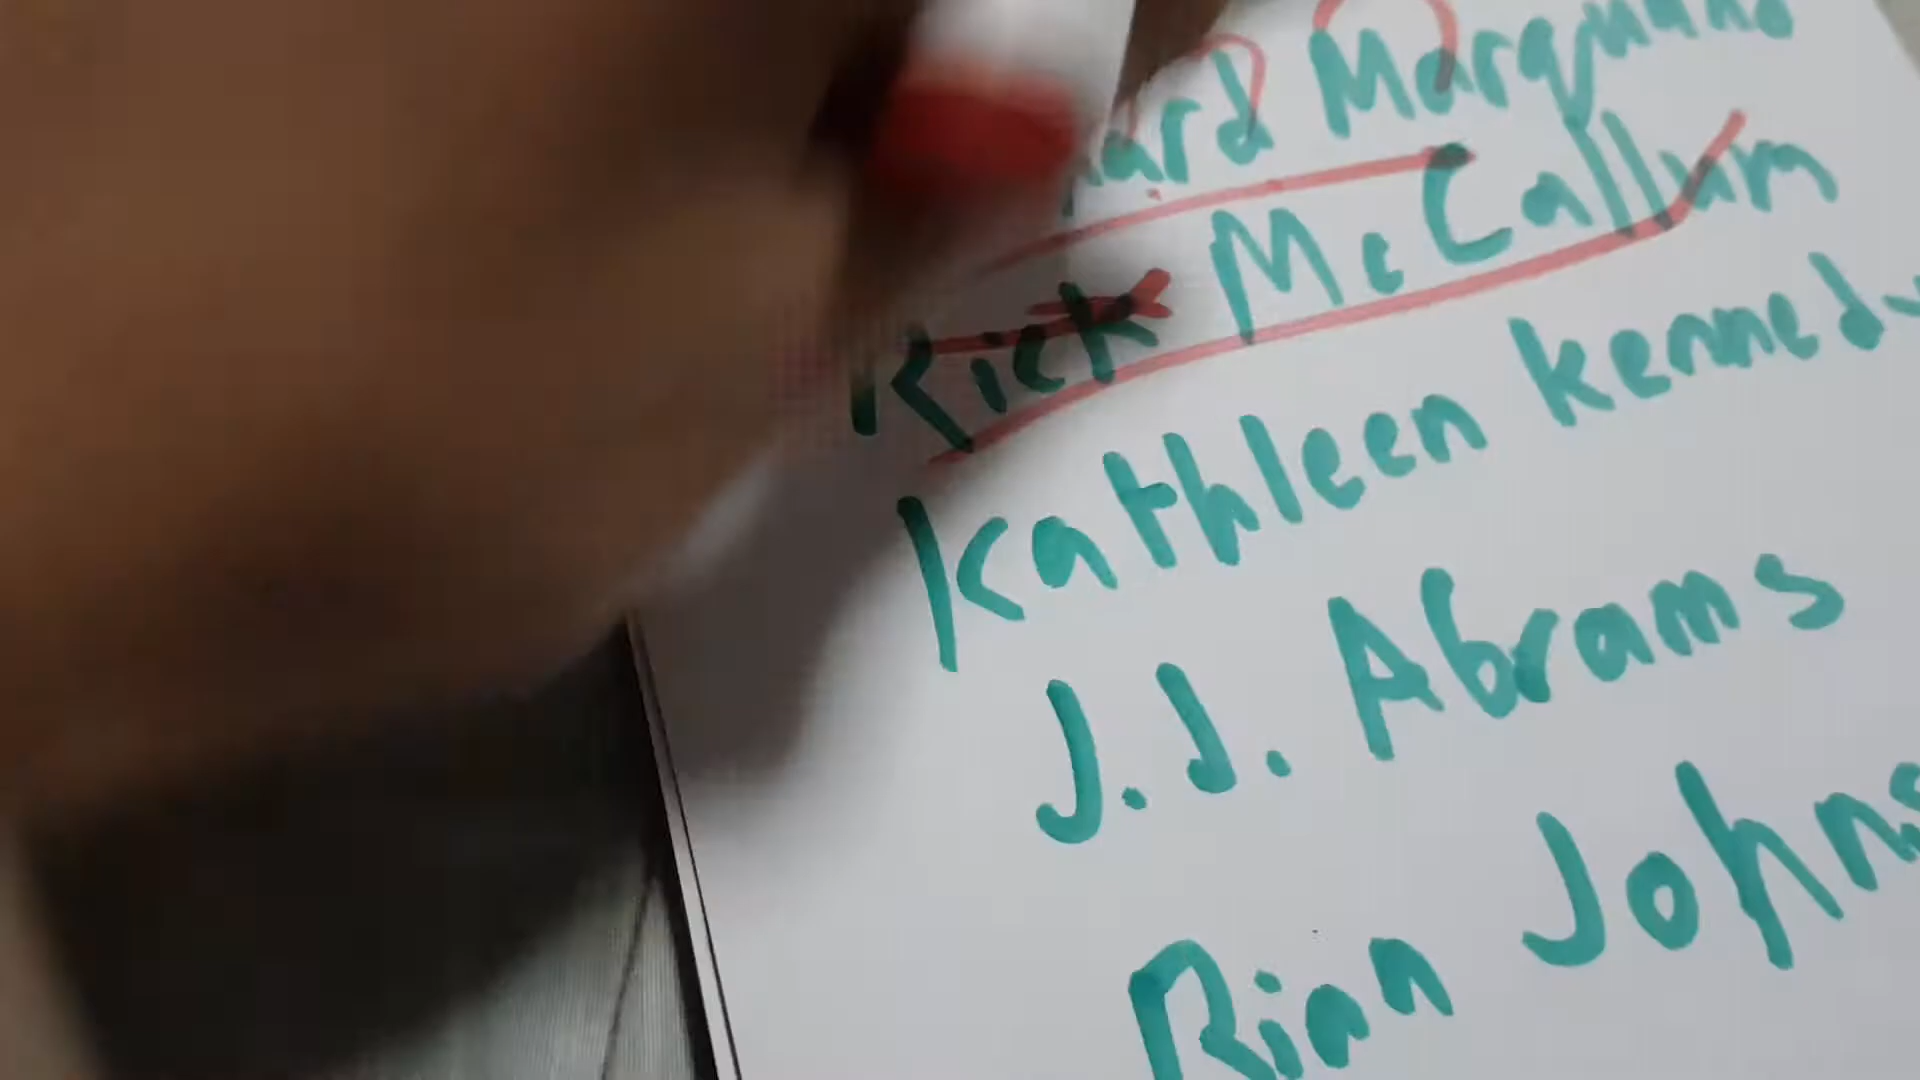 Marquand
Rick McCallum
Kathleen kennedy
J.J. Abrams
Rian